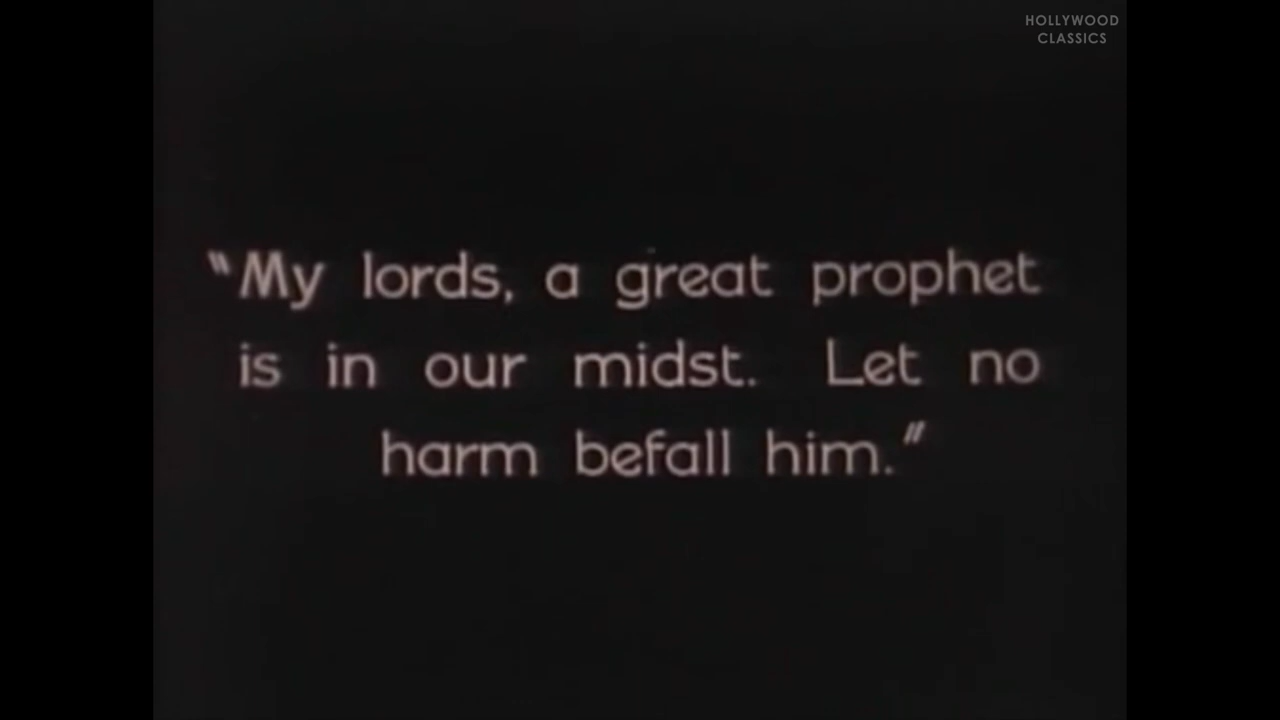 HOLLYWOOD
CLASSICS
"My lords, a great prophet
is in our midst. Let no
harm befall him."